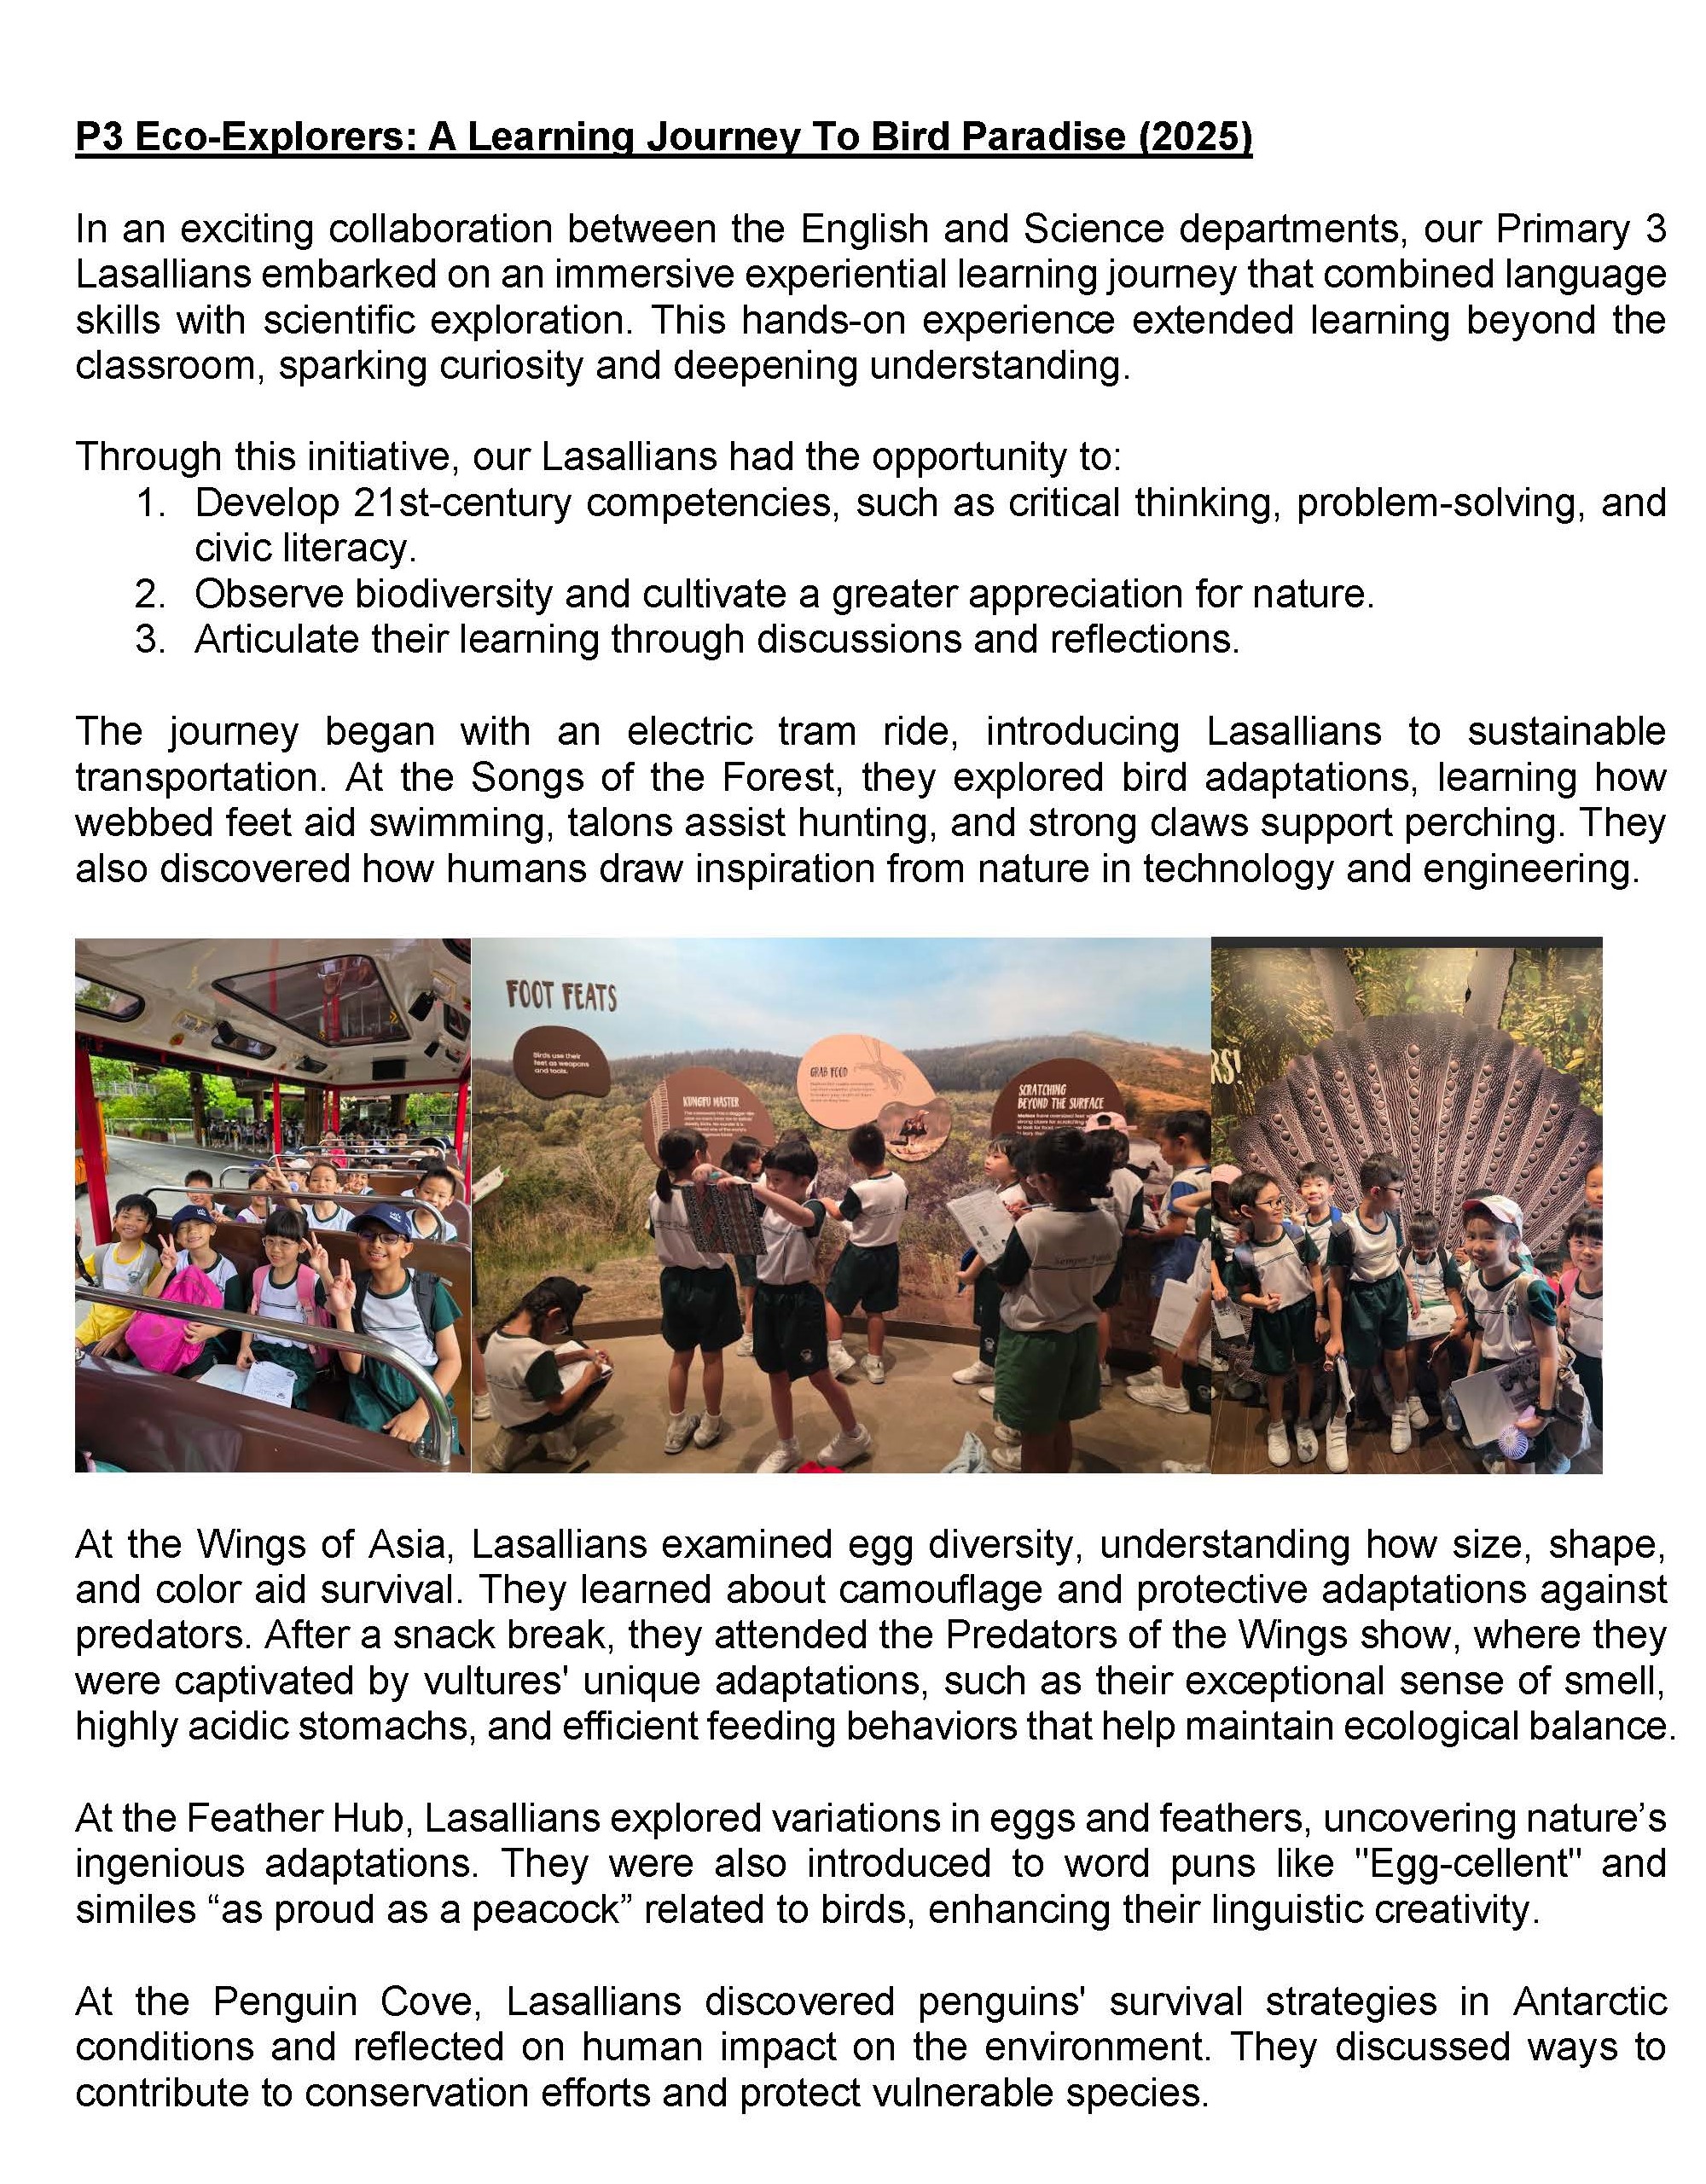 P3 Eco-Explorers: A Learning Journey To Bird Paradise (2025)
In an exciting collaboration between the English and Science departments, our Primary 3
Lasallians embarked on an immersive experiential learning journey that combined language
skills with scientific exploration. This hands-on experience extended learning beyond the
classroom, sparking curiosity and deepening understanding.
Through this initiative, our Lasallians had the opportunity to:
1. Develop 21st-century competencies, such as critical thinking, problem-solving, and
civic literacy.
2. Observe biodiversity and cultivate a greater appreciation for nature.
3. Articulate their learning through discussions and reflections.
The journey began with an electric tram ride, introducing Lasallians to sustainable
transportation. At the Songs of the Forest, they explored bird adaptations, learning how
webbed feet aid swimming, talons assist hunting, and strong claws support perching. They
also discovered how humans draw inspiration from nature in technology and engineering.
FOOT FEATS
Birds use their
feet as weapons
and tools.
KUNGFU MASTER
GRAB FOOD
SCRATCHING
BEYOND THE SURFACE
RS!
Semper Fidelis
At the Wings of Asia, Lasallians examined egg diversity, understanding how size, shape,
and color aid survival. They learned about camouflage and protective adaptations against
predators. After a snack break, they attended the Predators of the Wings show, where they
were captivated by vultures' unique adaptations, such as their exceptional sense of smell,
highly acidic stomachs, and efficient feeding behaviors that help maintain ecological balance.
At the Feather Hub, Lasallians explored variations in eggs and feathers, uncovering nature’s
ingenious adaptations. They were also introduced to word puns like "Egg-cellent" and
similes “as proud as a peacock” related to birds, enhancing their linguistic creativity.
At the Penguin Cove, Lasallians discovered penguins' survival strategies in Antarctic
conditions and reflected on human impact on the environment. They discussed ways to
contribute to conservation efforts and protect vulnerable species.